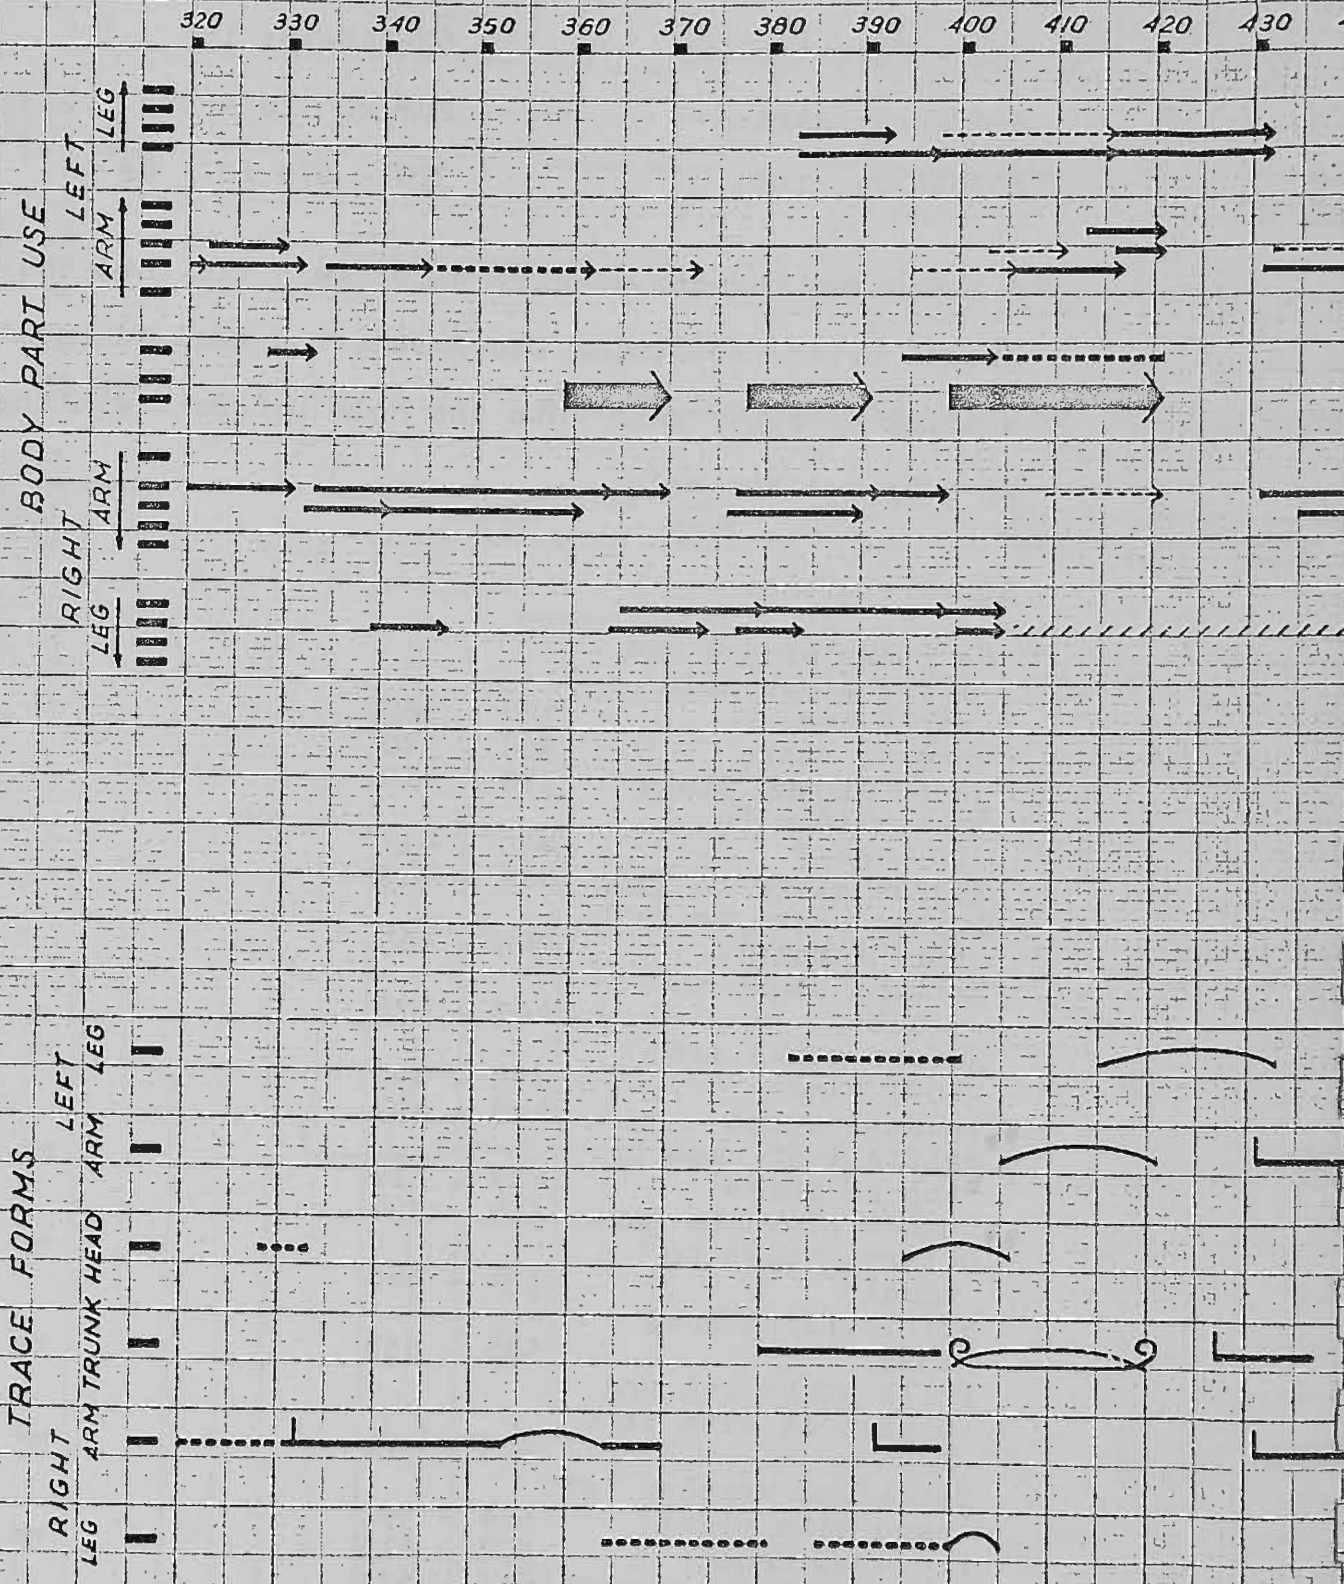 320 330 340 350 360 370 380 390 400 410 420 430
BODY PART USE
LEFT
LEG
ARM
RIGHT
ARM
LEG
TRACE FORMS
LEFT
LEG
ARM
HEAD
TRUNK
RIGHT
ARM
LEG